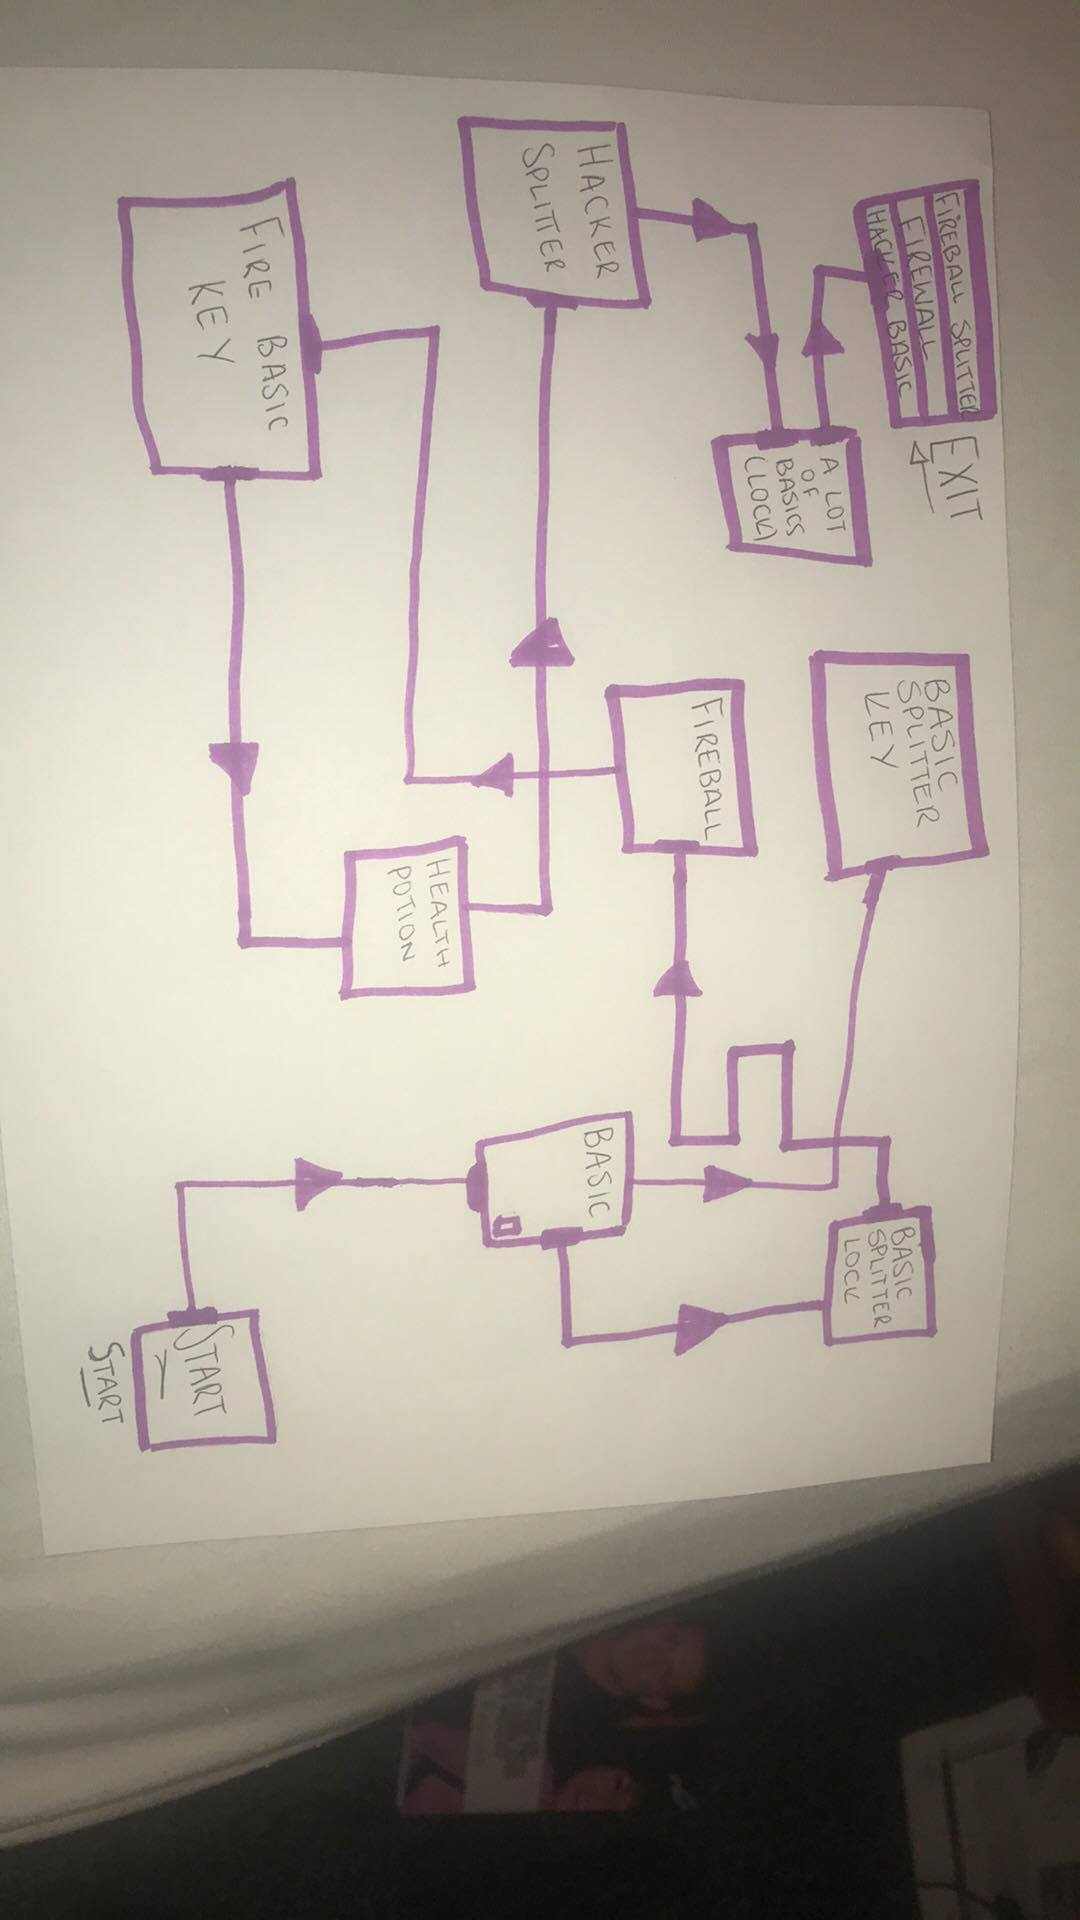 FIREBALL SPLITTER
FIREWALL
HACKER BASIC
EXIT
BASIC
SPLITTER
KEY
BASIC
SPLITTER
LOCK
A LOT
OF
BASICS
(LOCK)
FIREBALL
HACKER
SPLITTER
BASIC
HEALTH
POTION
FIRE BASIC
KEY
START
START